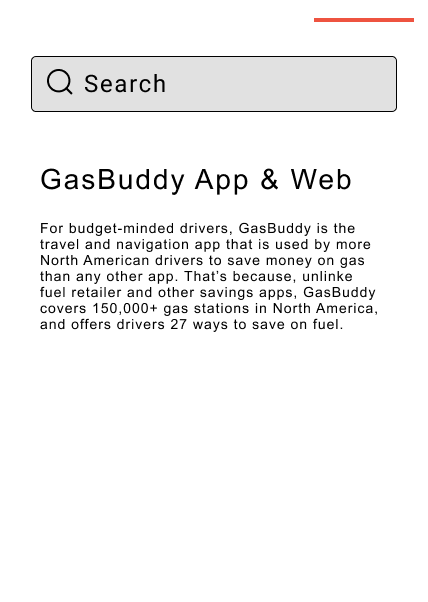 Search
GasBuddy App & Web
For budget-minded drivers, GasBuddy is the
travel and navigation app that is used by more
North American drivers to save money on gas
than any other app. That’s because, unlinke
fuel retailer and other savings apps, GasBuddy
covers 150,000+ gas stations in North America,
and offers drivers 27 ways to save on fuel.